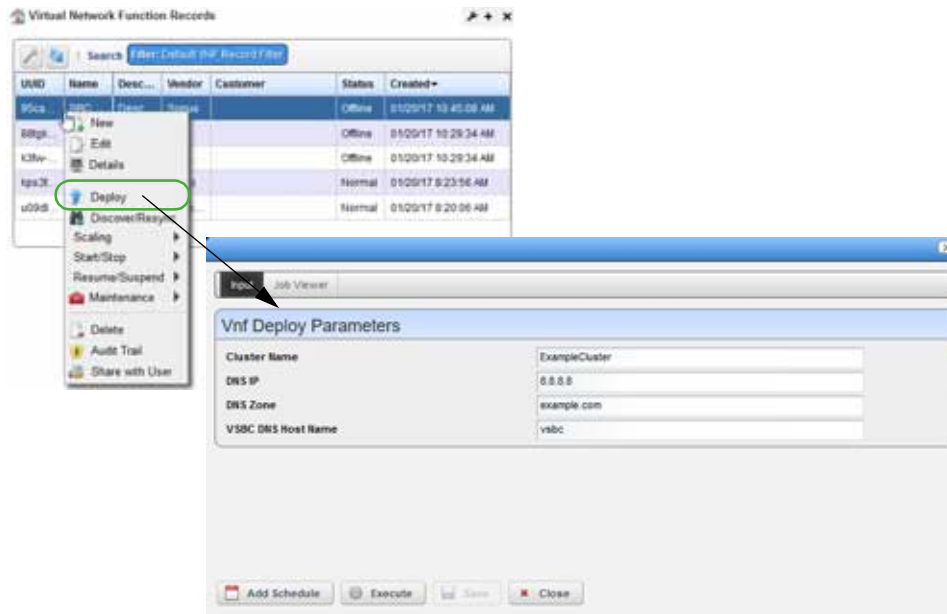 Virtual Network Function Records
Search Filter: Default VNF Record Filter
UUID Name Desc... Vendor Customer Status Created
Offline 01/20/17 10:45:08 AM
Offline 01/20/17 10:29:34 AM
Offline 01/20/17 10:29:34 AM
Normal 01/20/17 8:23:56 AM
Normal 01/20/17 8:20:06 AM
New
Edit
Details
Deploy
Discover/Resync
Scaling
Start/Stop
Resume/Suspend
Maintenance
Delete
Audit Trail
Share with User
Input Job Viewer
Vnf Deploy Parameters
Cluster Name ExampleCluster
DNS IP 8.8.8.8
DNS Zone example.com
VSBC DNS Host Name vsbc
Add Schedule Execute Save Close